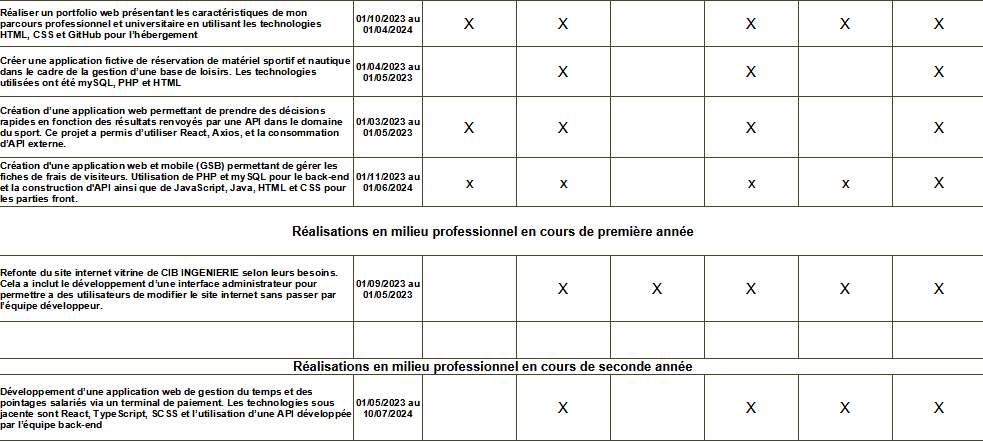 Réaliser un portfolio web présentant les caractéristiques de mon
parcours professionnel et universitaire en utilisant les technologies
HTML, CSS et GitHub pour l'hébergement
01/10/2023 au
01/04/2024
X X X X X
Créer une application fictive de réservation de matériel sportif et nautique
dans le cadre de la gestion d'une base de loisirs. Les technologies
utilisées ont été mySQL, PHP et HTML
01/04/2023 au
01/05/2023
X X X
Création d'une application web permettant de prendre des décisions
rapides en fonction des résultats renvoyés par une API dans le domaine
du sport. Ce projet a permis d'utiliser React, Axios, et la consommation
d'API externe.
01/03/2023 au
01/05/2023
X X X X
Création d'une application web et mobile (GSB) permettant de gérer les
fiches de frais de visiteurs. Utilisation de PHP et mySQL pour le back-end
et la construction d'API ainsi que de JavaScript, Java, HTML et CSS pour
les parties front.
01/11/2023 au
01/06/2024
x x x x X
Réalisations en milieu professionnel en cours de première année
Refonte du site internet vitrine de CIB INGENIERIE selon leurs besoins.
Cela a inclut le développement d'une interface administrateur pour
permettre a des utilisateurs de modifier le site internet sans passer par
l'équipe développeur.
01/09/2023 au
01/05/2023
X X X X X
Réalisations en milieu professionnel en cours de seconde année
Développement d'une application web de gestion du temps et des
pointages salariés via un terminal de paiement. Les technologies sous
jacente sont React, TypeScript, SCSS et l'utilisation d'une API développée
par l'équipe back-end
01/05/2023 au
10/07/2024
X X X X